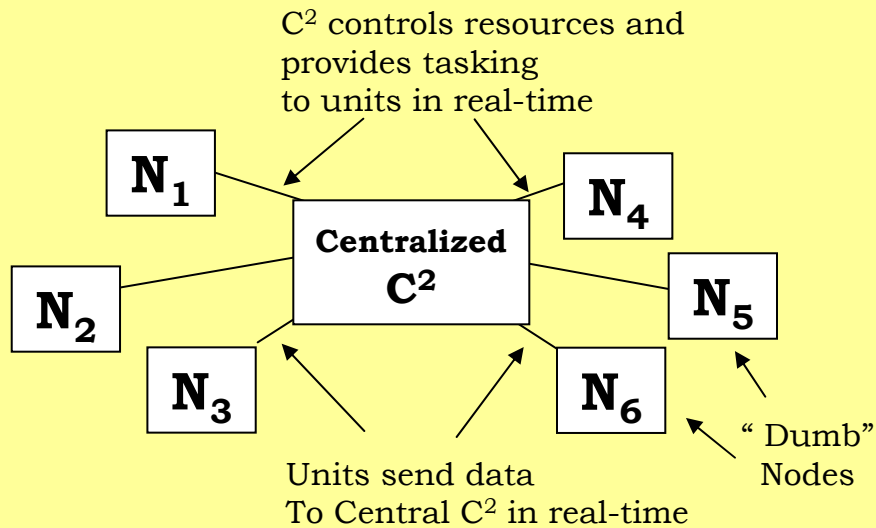 C² controls resources and
provides tasking
to units in real-time
N₁
N₄
Centralized
C²
N₂
N₅
N₃
N₆
“ Dumb”
Nodes
Units send data
To Central C² in real-time